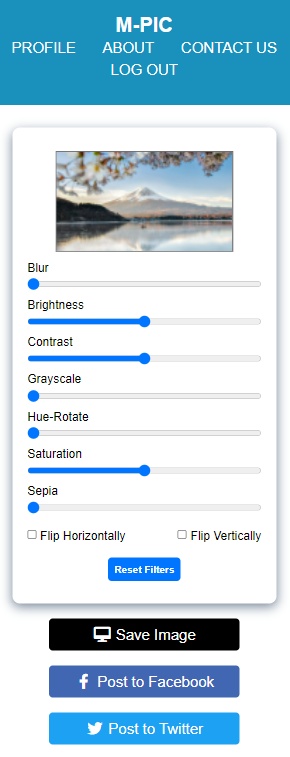 M-PIC
PROFILE ABOUT CONTACT US
LOG OUT
Blur
Brightness
Contrast
Grayscale
Hue-Rotate
Saturation
Sepia
Flip Horizontally Flip Vertically
Reset Filters
Save Image
Post to Facebook
Post to Twitter